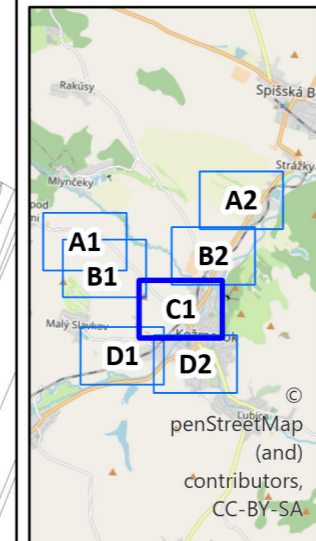 Rakúsy
Spišská B
Strážky
Mlynčeky
A2
pod
A1
B2
B1
C1
Malý Slavkov
Kežmarok
D1
D2
Ľubica
©
penStreetMap
(and)
contributors,
CC-BY-SA